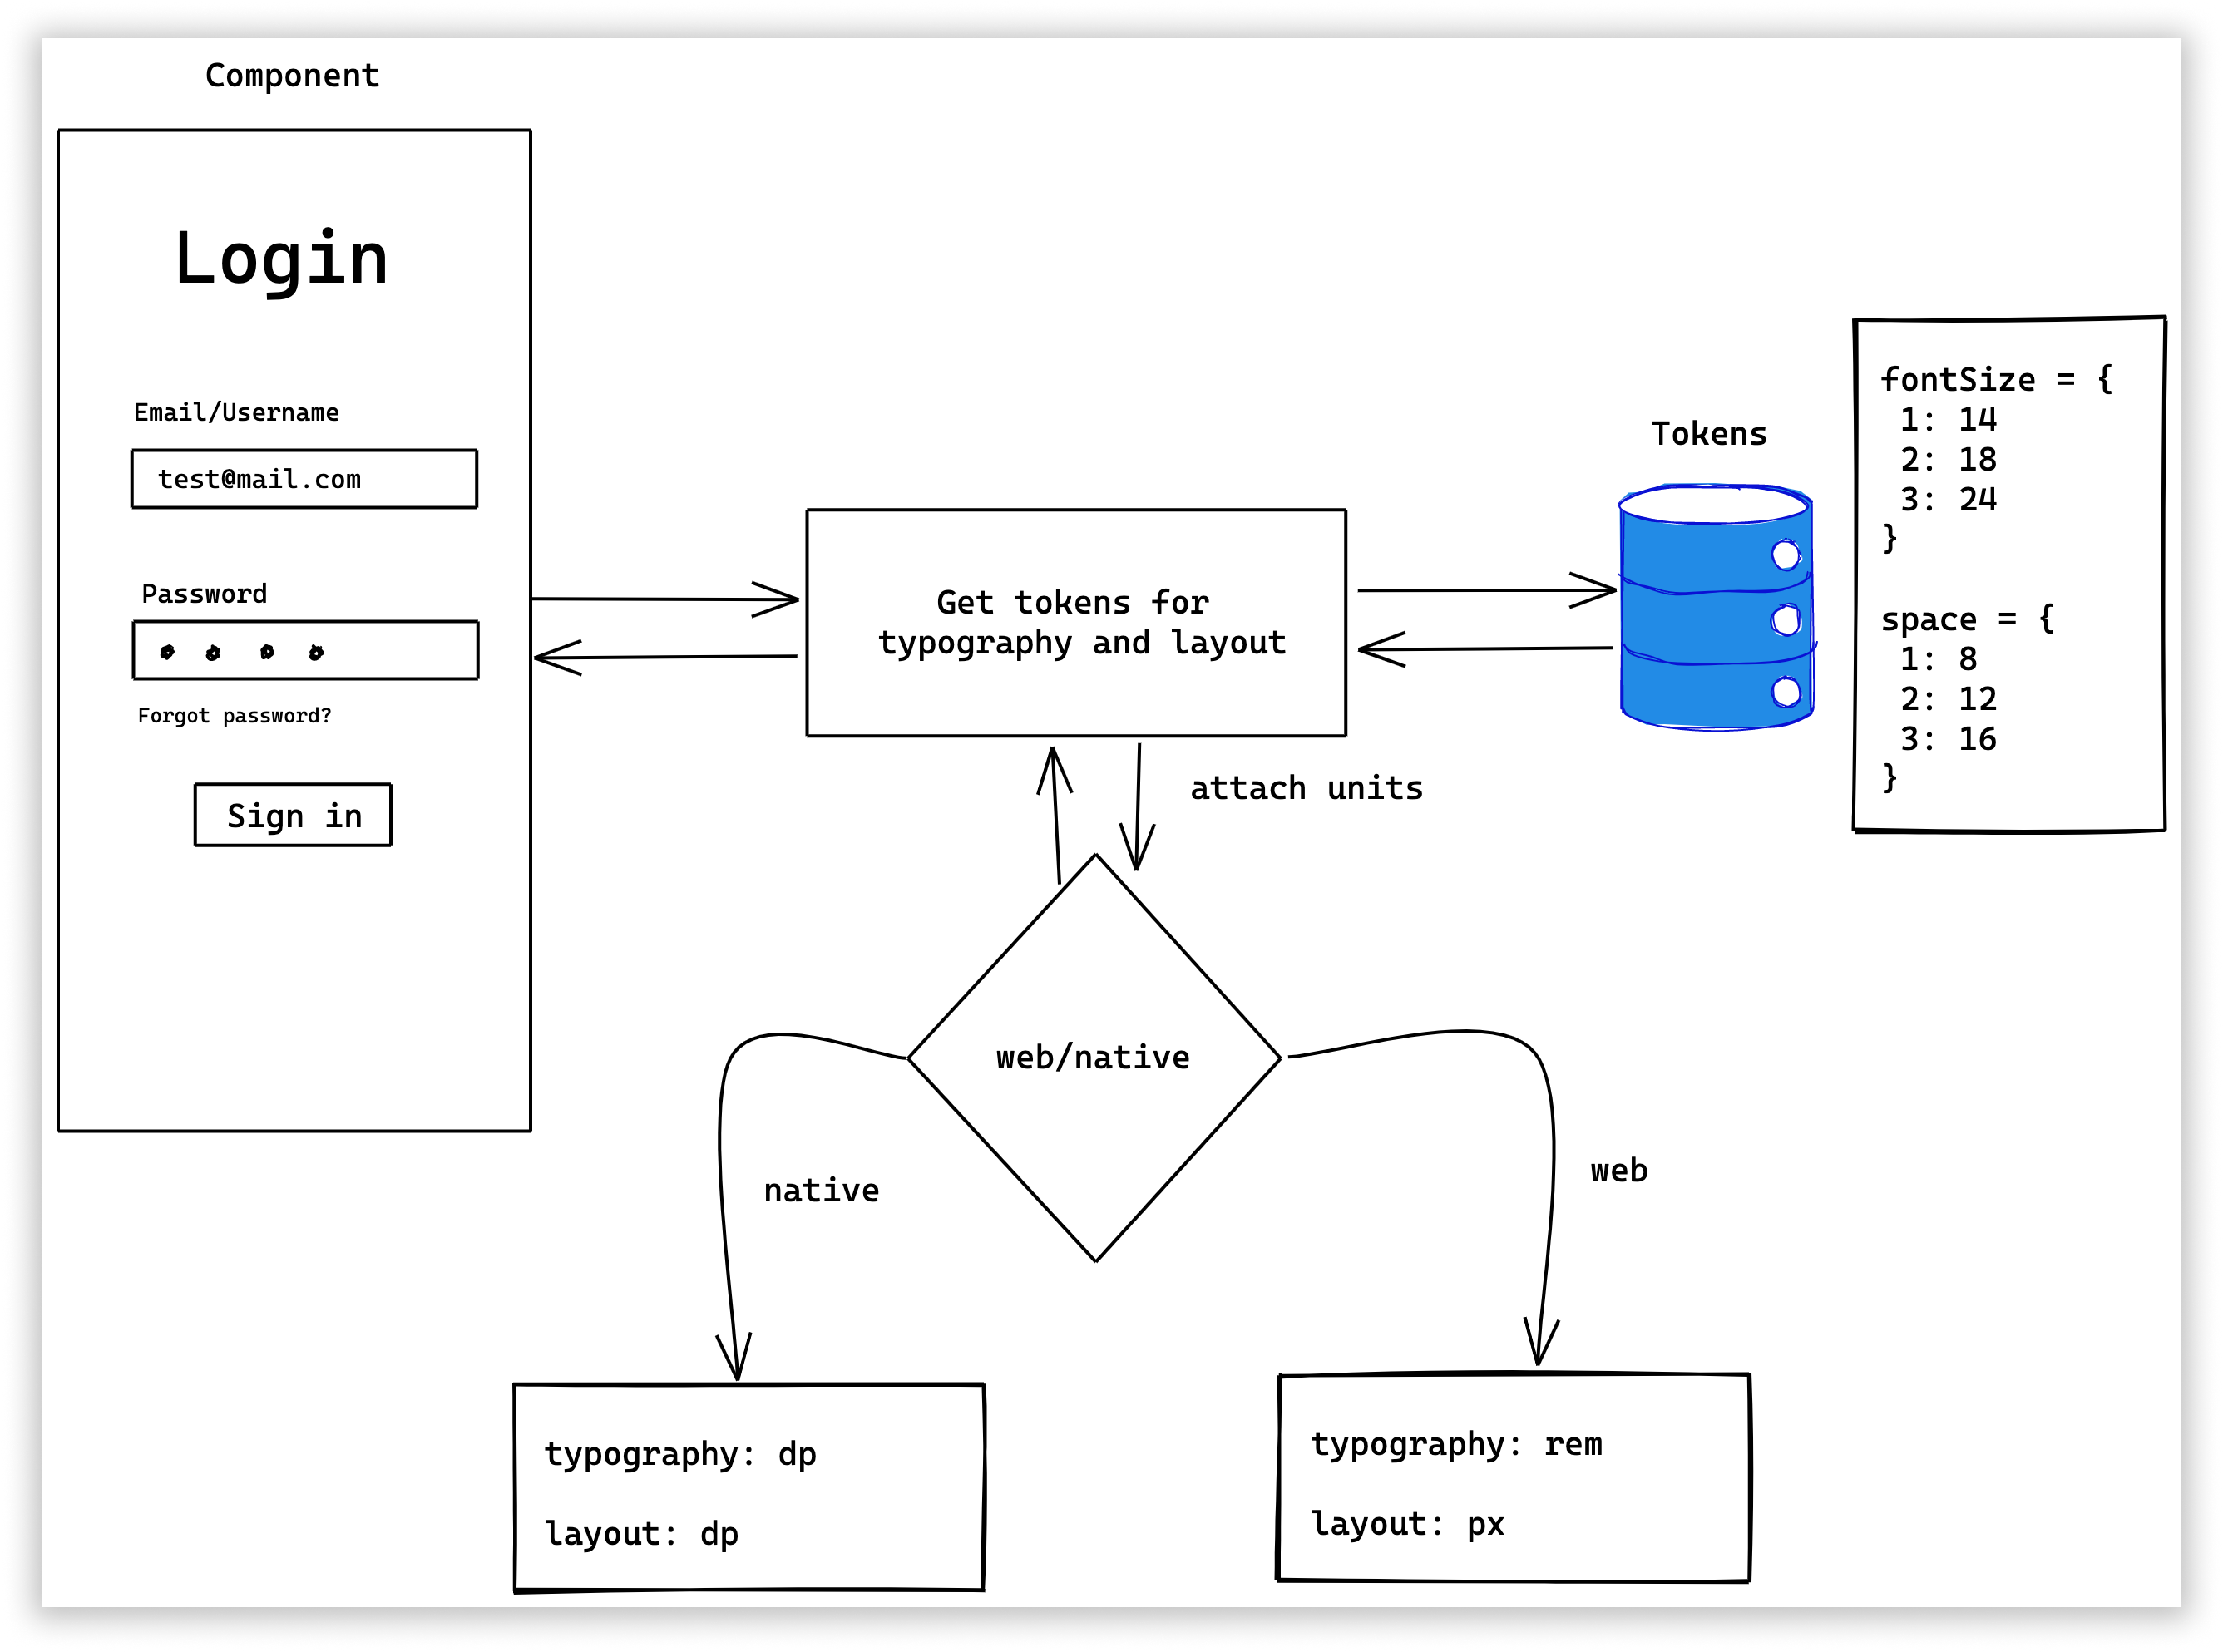 Component
Login
Email/Username
test@mail.com
Password
Forgot password?
Sign in
Get tokens for
typography and layout
Tokens
fontSize = {
1: 14
2: 18
3: 24
}
space = {
1: 8
2: 12
3: 16
}
attach units
web/native
native
web
typography: dp
layout: dp
typography: rem
layout: px